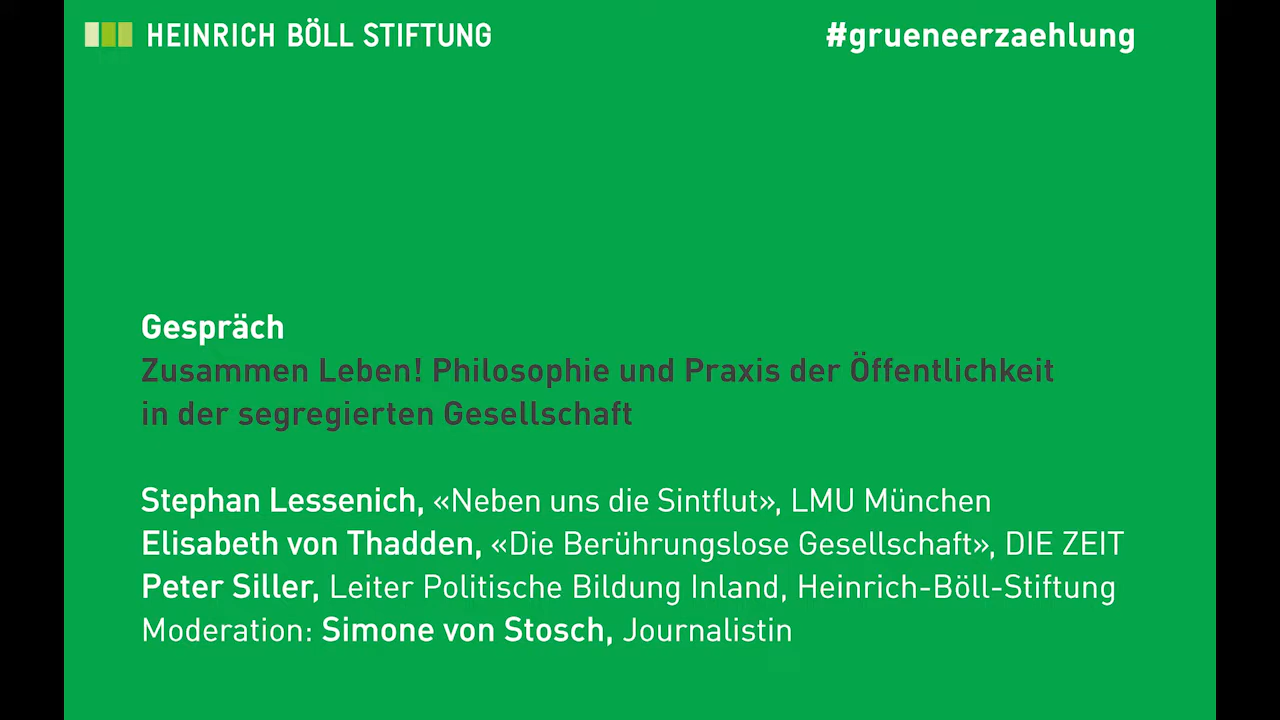 HEINRICH BÖLL STIFTUNG
#grueneerzaehlung
Gespräch
Zusammen Leben! Philosophie und Praxis der Öffentlichkeit
in der segregierten Gesellschaft
Stephan Lessenich, «Neben uns die Sintflut», LMU München
Elisabeth von Thadden, «Die Berührungslose Gesellschaft», DIE ZEIT
Peter Siller, Leiter Politische Bildung Inland, Heinrich-Böll-Stiftung
Moderation: Simone von Stosch, Journalistin